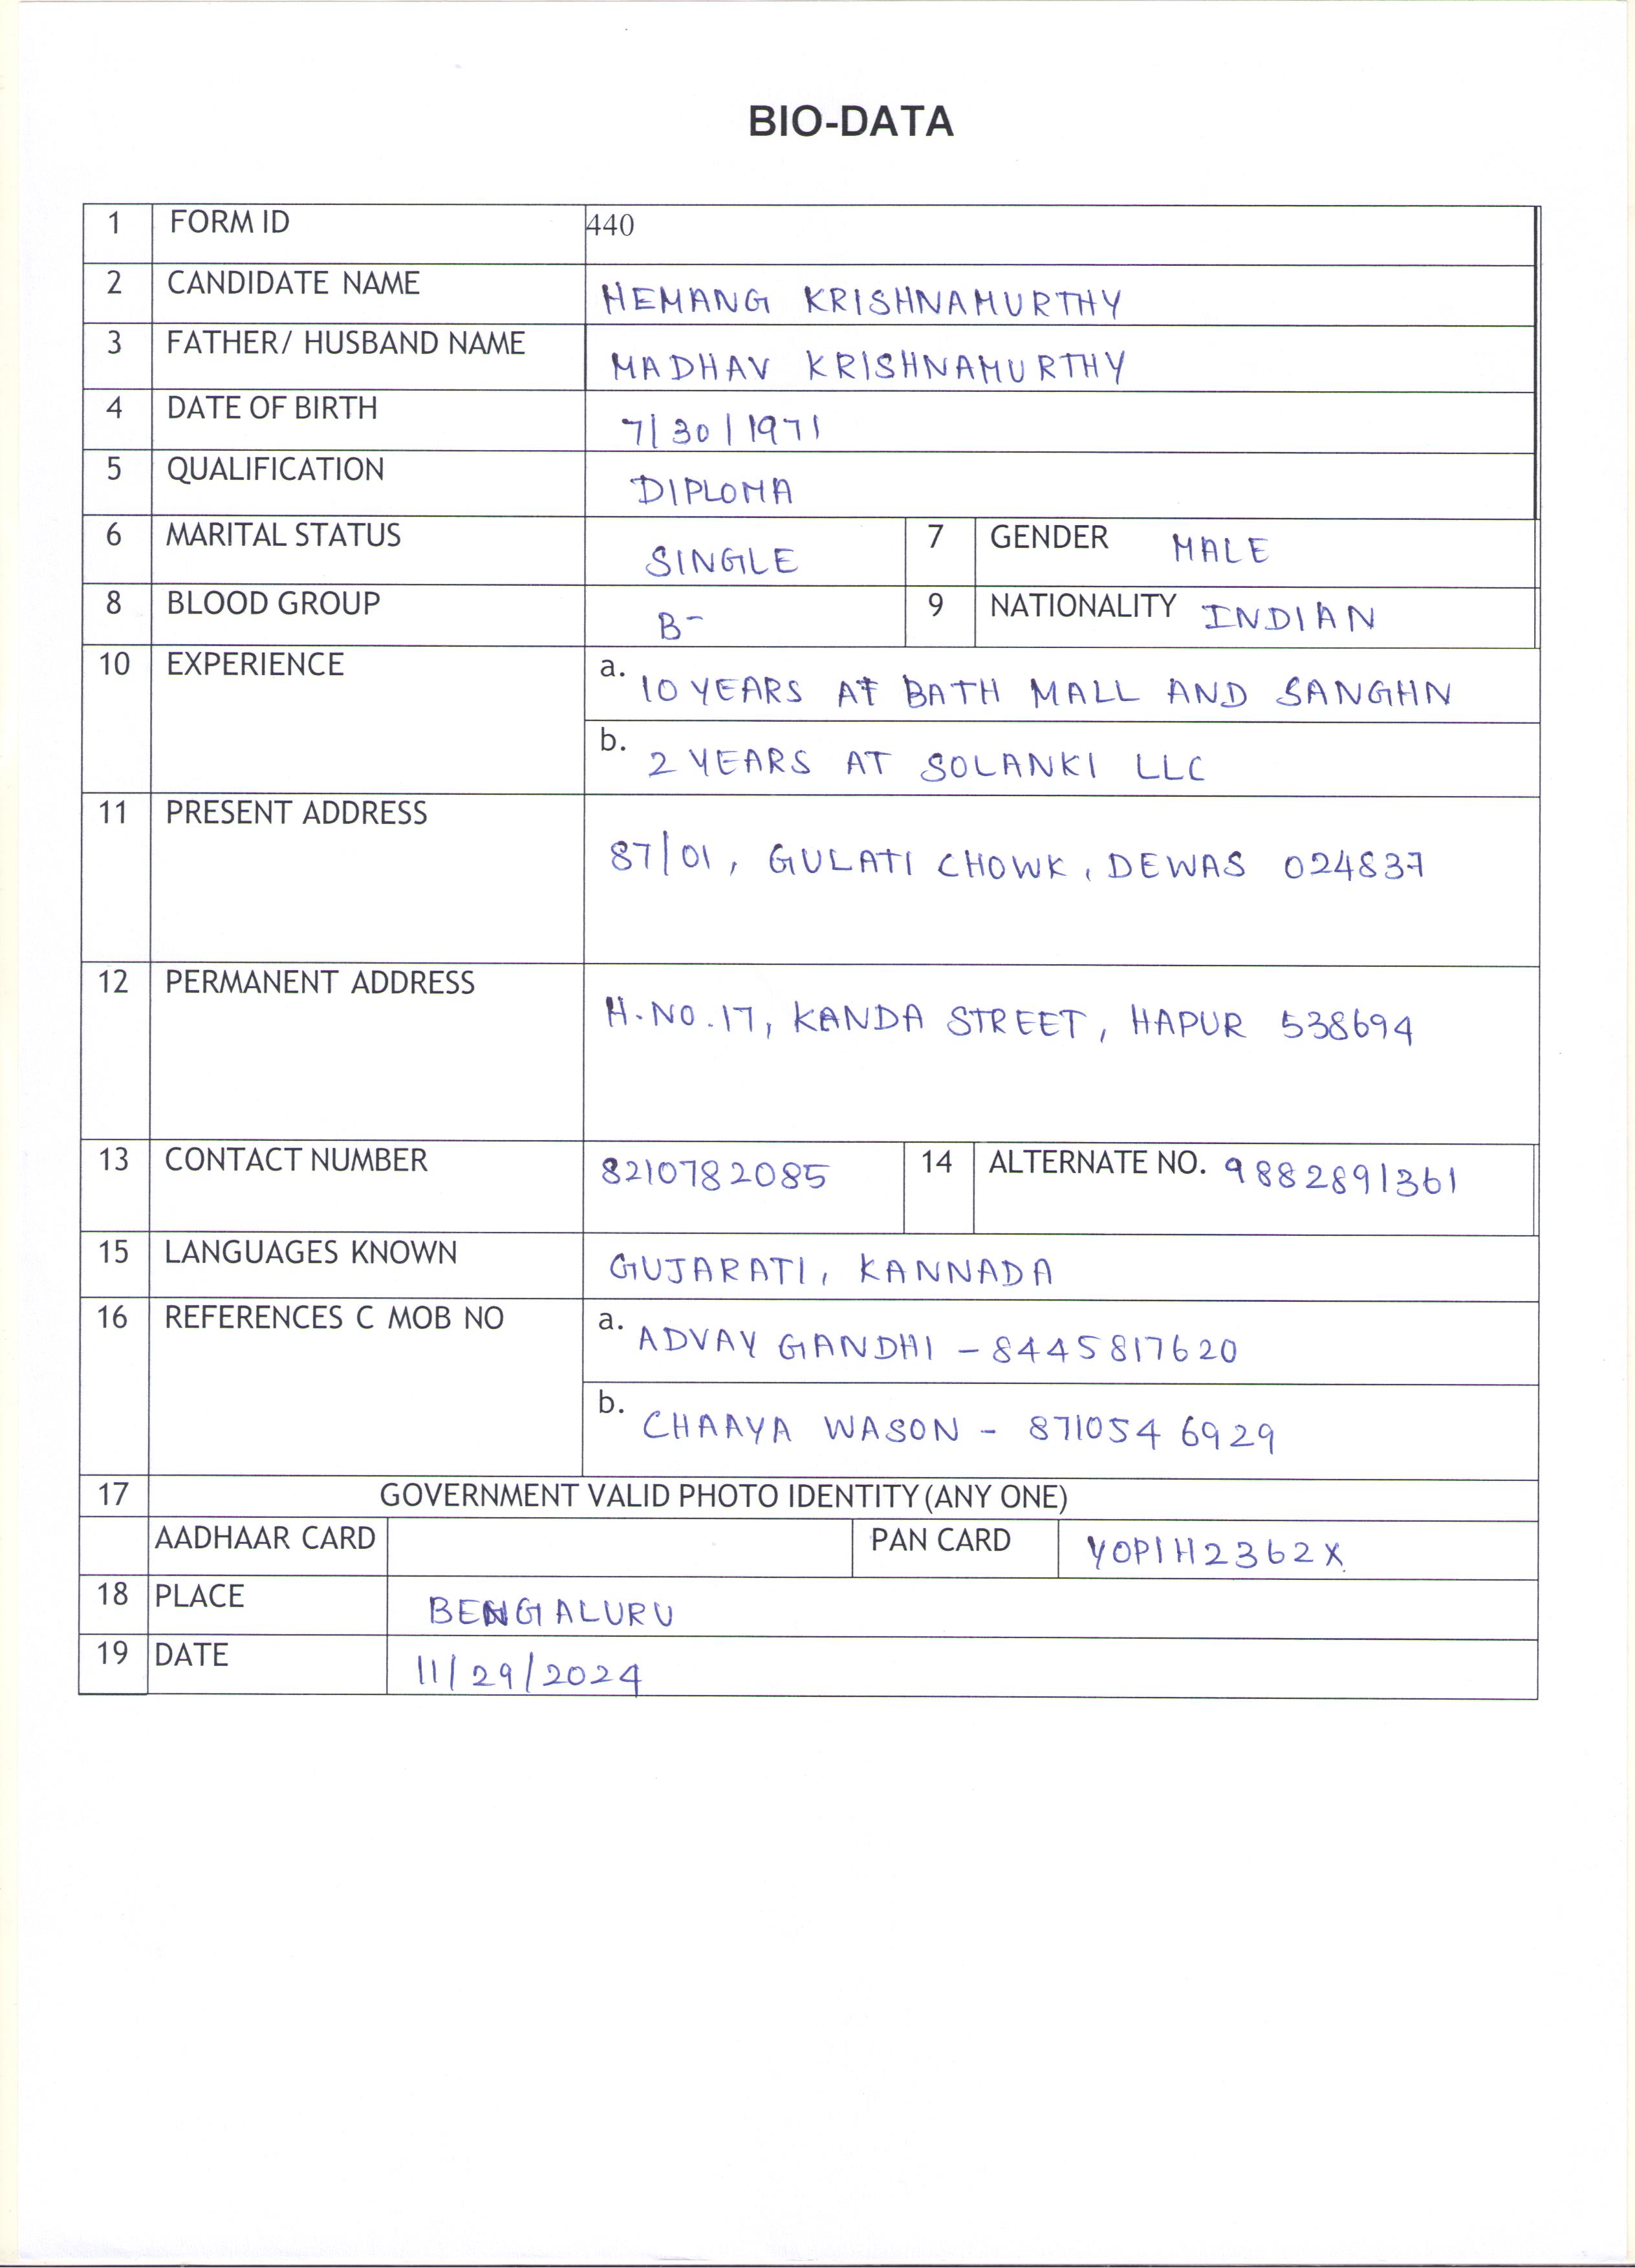 BIO-DATA
1 FORM ID 440
2 CANDIDATE NAME HEMANG KRISHNAMURTHY
3 FATHER/ HUSBAND NAME MADHAV KRISHNAMURTHY
4 DATE OF BIRTH 7/30/1971
5 QUALIFICATION DIPLOMA
6 MARITAL STATUS SINGLE 7 GENDER MALE
8 BLOOD GROUP B- 9 NATIONALITY INDIAN
10 EXPERIENCE a. 10 YEARS AT BATH MALL AND SANGHN
b. 2 YEARS AT SOLANKI LLC
11 PRESENT ADDRESS 87/01, GULATI CHOWK, DEWAS 024837
12 PERMANENT ADDRESS H.NO.17, KANDA STREET, HAPUR 538694
13 CONTACT NUMBER 8210782085 14 ALTERNATE NO. 9882891361
15 LANGUAGES KNOWN GUJARATI, KANNADA
16 REFERENCES C MOB NO a. ADVAY GANDHI - 8445817620
b. CHAAYA WASON - 8710546929
17 GOVERNMENT VALID PHOTO IDENTITY (ANY ONE)
AADHAAR CARD PAN CARD YOPIH2362X
18 PLACE BENGALURU
19 DATE 11/29/2024